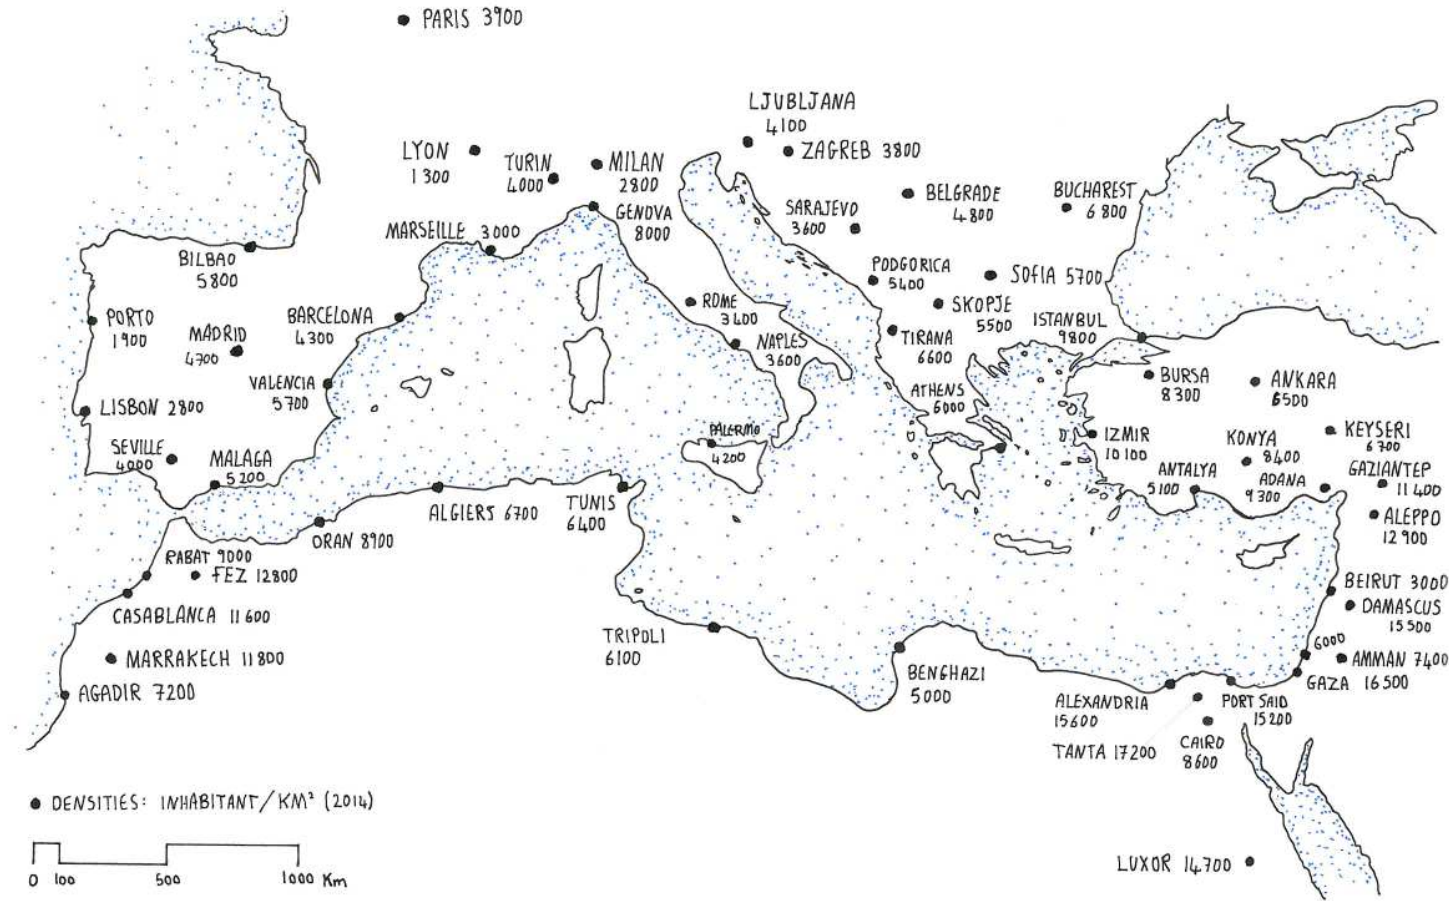 PARIS 3900
LJUBLJANA
4100
LYON
1300
TURIN
4000
MILAN
2800
ZAGREB 3800
BELGRADE
4800
BUCHAREST
6800
SARAJEVO
3600
GENOVA
8000
MARSEILLE 3000
BILBAO
5800
PODGORICA
5400
SOFIA 5700
SKOPJE
5500
ISTANBUL
9800
PORTO
1900
MADRID
4700
BARCELONA
4300
ROME
3400
NAPLES
3600
TIRANA
6600
ATHENS
6000
BURSA
8300
ANKARA
6500
VALENCIA
5700
LISBON 2800
SEVILLE
4000
MALAGA
5200
PALERMO
4200
IZMIR
10100
KONYA
8400
KEYSERI
6700
GAZIANTEP
11400
ANTALYA
5100
ADANA
9300
ALEPPO
12900
ALGIERS 6700
TUNIS
6400
ORAN 8900
RABAT 9000
FEZ 12800
CASABLANCA 11600
BEIRUT 3000
DAMASCUS
15500
MARRAKECH 11800
AGADIR 7200
TRIPOLI
6100
BENGHAZI
5000
6000
AMMAN 7400
GAZA 16500
ALEXANDRIA
15600
PORT SAID
15200
TANTA 17200
CAIRO
8600
DENSITIES: INHABITANT/KM² (2014)
0 100 500 1000 Km
LUXOR 14700